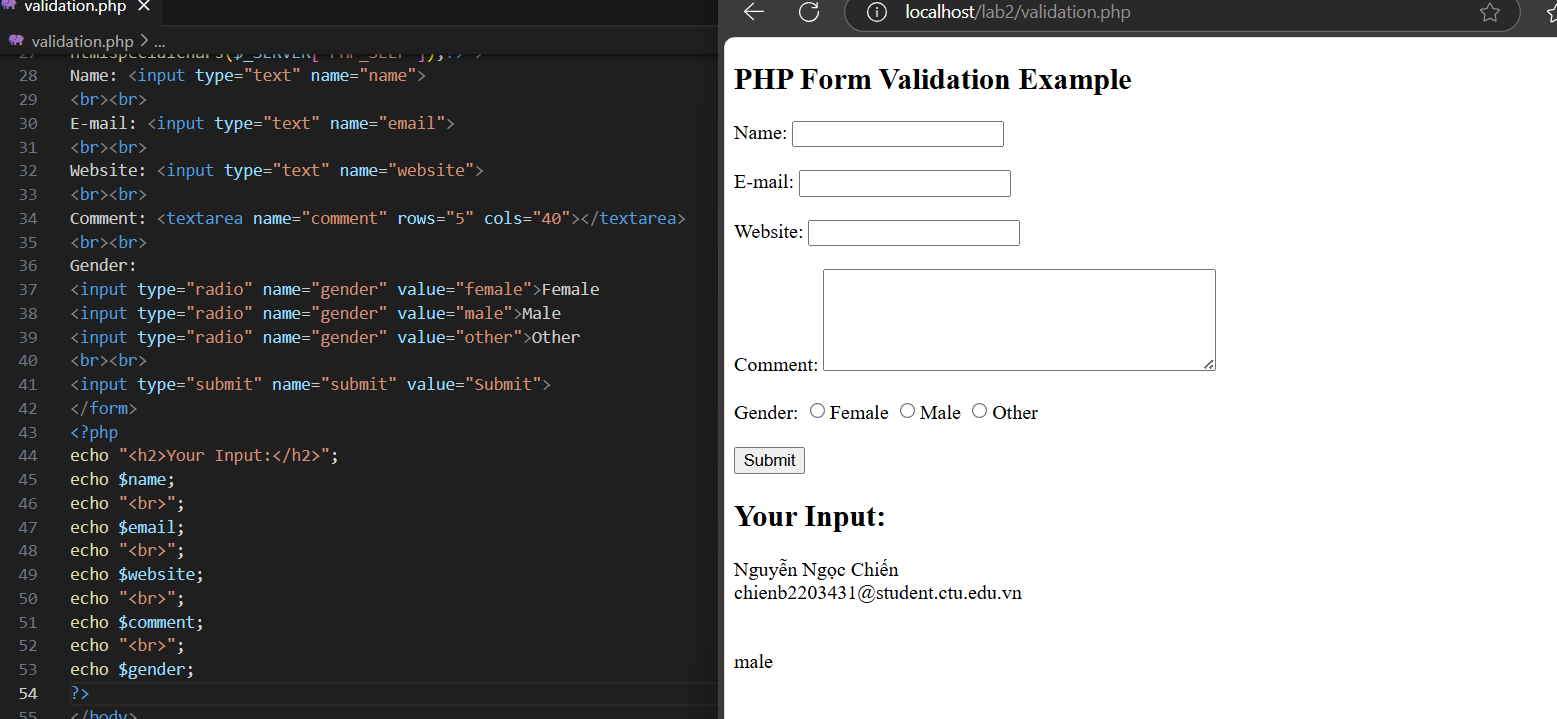 validation.php ✕
validation.php > ...
27 htmlspecialchars($_SERVER["PHP_SELF"]);?>">
28 Name: <input type="text" name="name">
29 <br><br>
30 E-mail: <input type="text" name="email">
31 <br><br>
32 Website: <input type="text" name="website">
33 <br><br>
34 Comment: <textarea name="comment" rows="5" cols="40"></textarea>
35 <br><br>
36 Gender:
37 <input type="radio" name="gender" value="female">Female
38 <input type="radio" name="gender" value="male">Male
39 <input type="radio" name="gender" value="other">Other
40 <br><br>
41 <input type="submit" name="submit" value="Submit">
42 </form>
43 <?php
44 echo "<h2>Your Input:</h2>";
45 echo $name;
46 echo "<br>";
47 echo $email;
48 echo "<br>";
49 echo $website;
50 echo "<br>";
51 echo $comment;
52 echo "<br>";
53 echo $gender;
54 ?>
55 </body>
localhost/lab2/validation.php
PHP Form Validation Example
Name:
E-mail:
Website:
Comment:
Gender: Female Male Other
Submit
Your Input:
Nguyễn Ngọc Chiến
chienb2203431@student.ctu.edu.vn
male